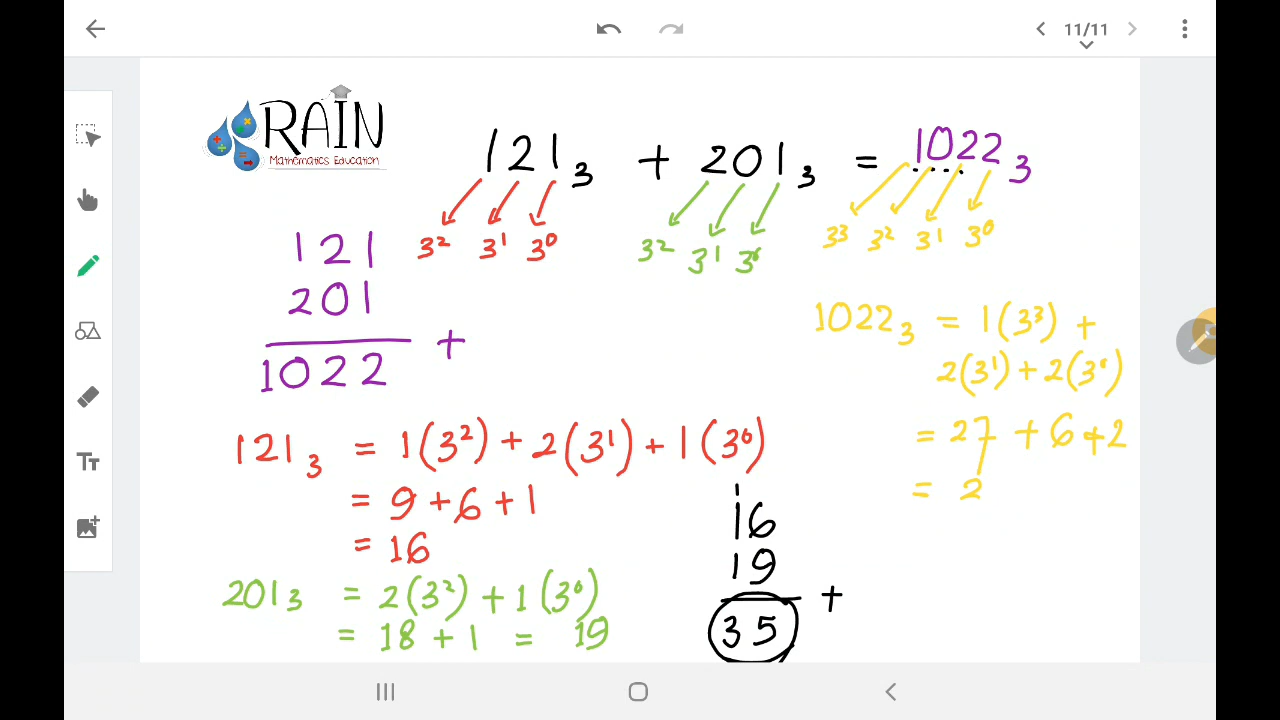 11/11
RAIN
Mathematics Education
121₃ + 201₃ = 1022₃
3² 3¹ 3⁰ 3² 3¹ 3⁰ 3³ 3² 3¹ 3⁰
121
201
+
1022
1022₃ = 1(3³) +
2(3¹) + 2(3⁰)
= 27 + 6 + 2
= 2
121₃ = 1(3²) + 2(3¹) + 1(3⁰)
= 9 + 6 + 1
= 16
201₃ = 2(3²) + 1(3⁰)
= 18 + 1 = 19
1
16
19
+
35
Tт